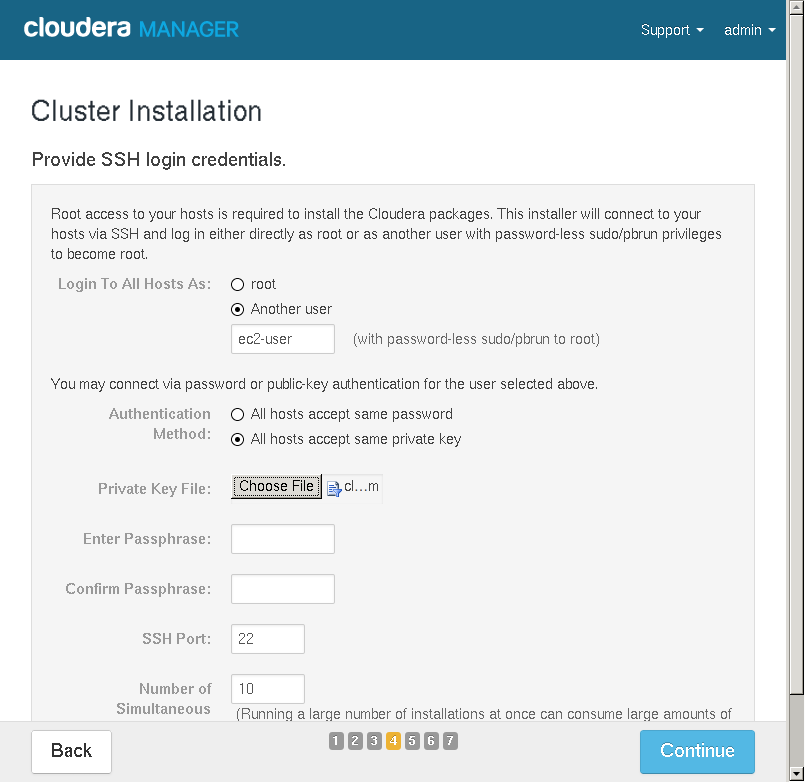 cloudera MANAGER
Support admin
Cluster Installation
Provide SSH login credentials.
Root access to your hosts is required to install the Cloudera packages. This installer will connect to your
hosts via SSH and log in either directly as root or as another user with password-less sudo/pbrun privileges
to become root.
Login To All Hosts As: root
Another user
ec2-user (with password-less sudo/pbrun to root)
You may connect via password or public-key authentication for the user selected above.
Authentication All hosts accept same password
Method: All hosts accept same private key
Private Key File: Choose File cl...m
Enter Passphrase:
Confirm Passphrase:
SSH Port: 22
Number of 10
Simultaneous (Running a large number of installations at once can consume large amounts of
Back 1 2 3 4 5 6 7 Continue